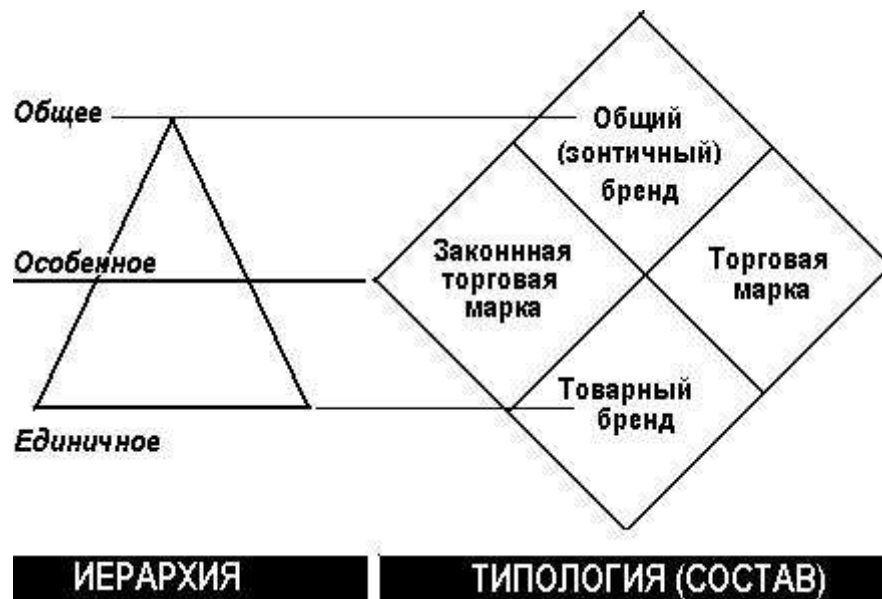 Общее
Особенное
Единичное
Общий
(зонтичный)
бренд
Законнная
торговая
марка
Торговая
марка
Товарный
бренд
ИЕРАРХИЯ
ТИПОЛОГИЯ (СОСТАВ)